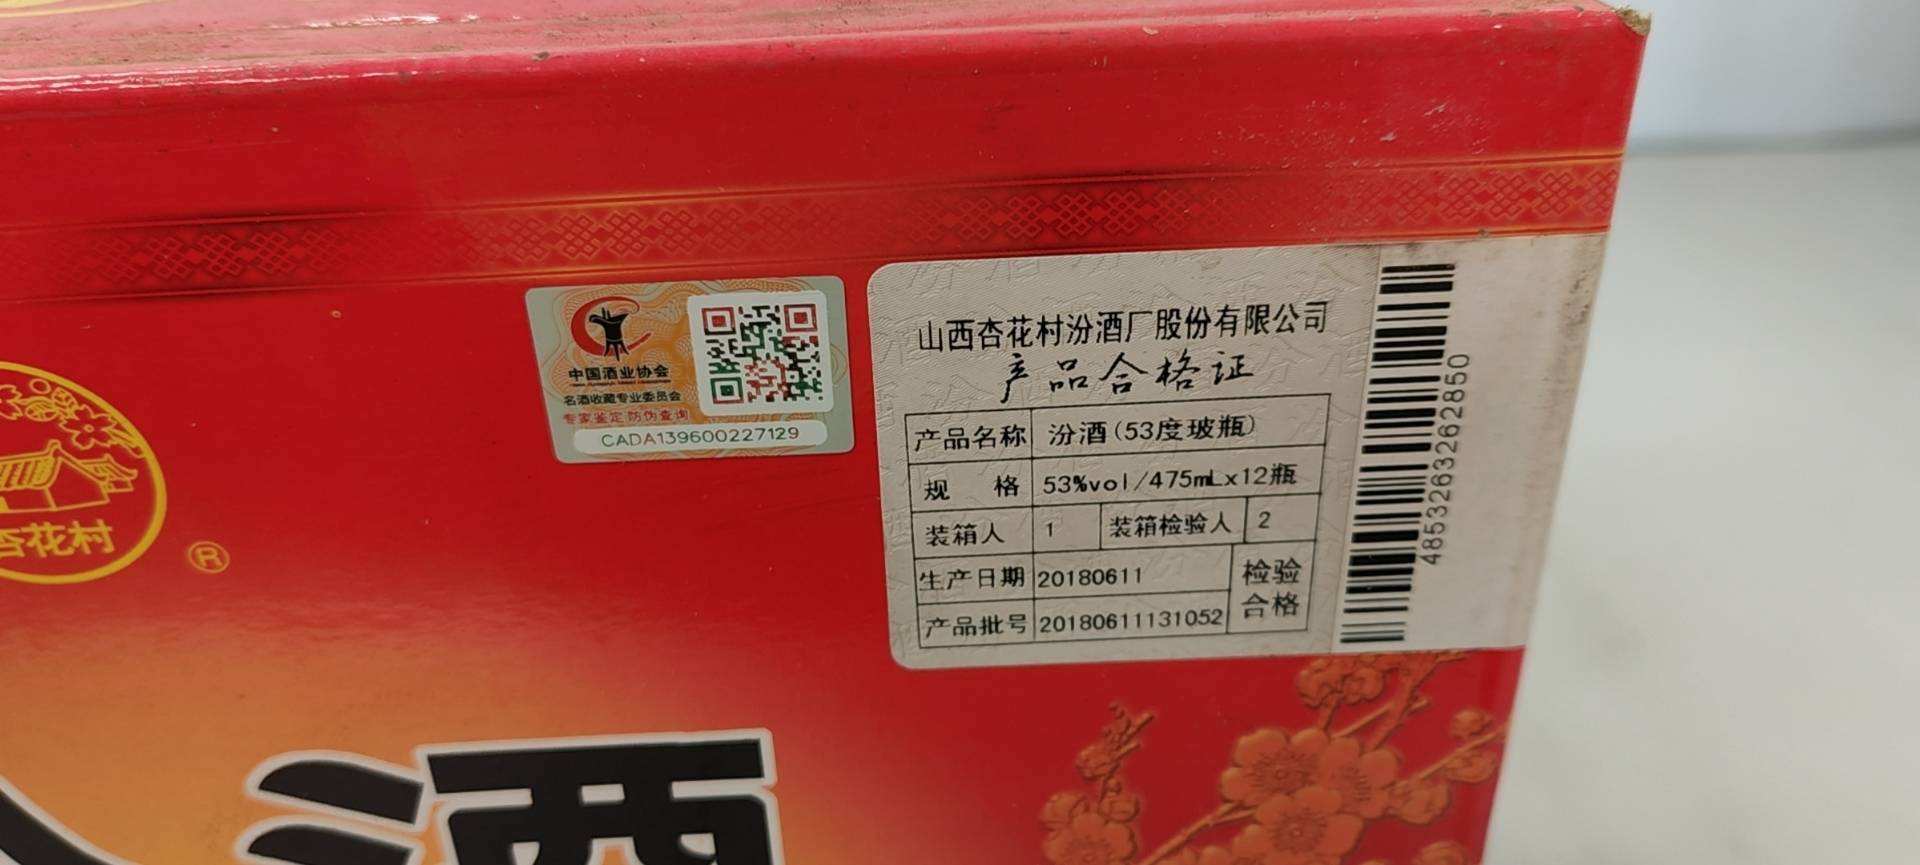 杏花村
®
酒
中国酒业协会
名酒收藏专业委员会
专家鉴定 防伪查询
CADA139600227129
山西杏花村汾酒厂股份有限公司
产品合格证
产品名称 汾酒(53度玻瓶)
规 格 53%vol/475mLx12瓶
装箱人 1 装箱检验人 2
生产日期 20180611 检验
产品批号 20180611131052 合格
4853263262850